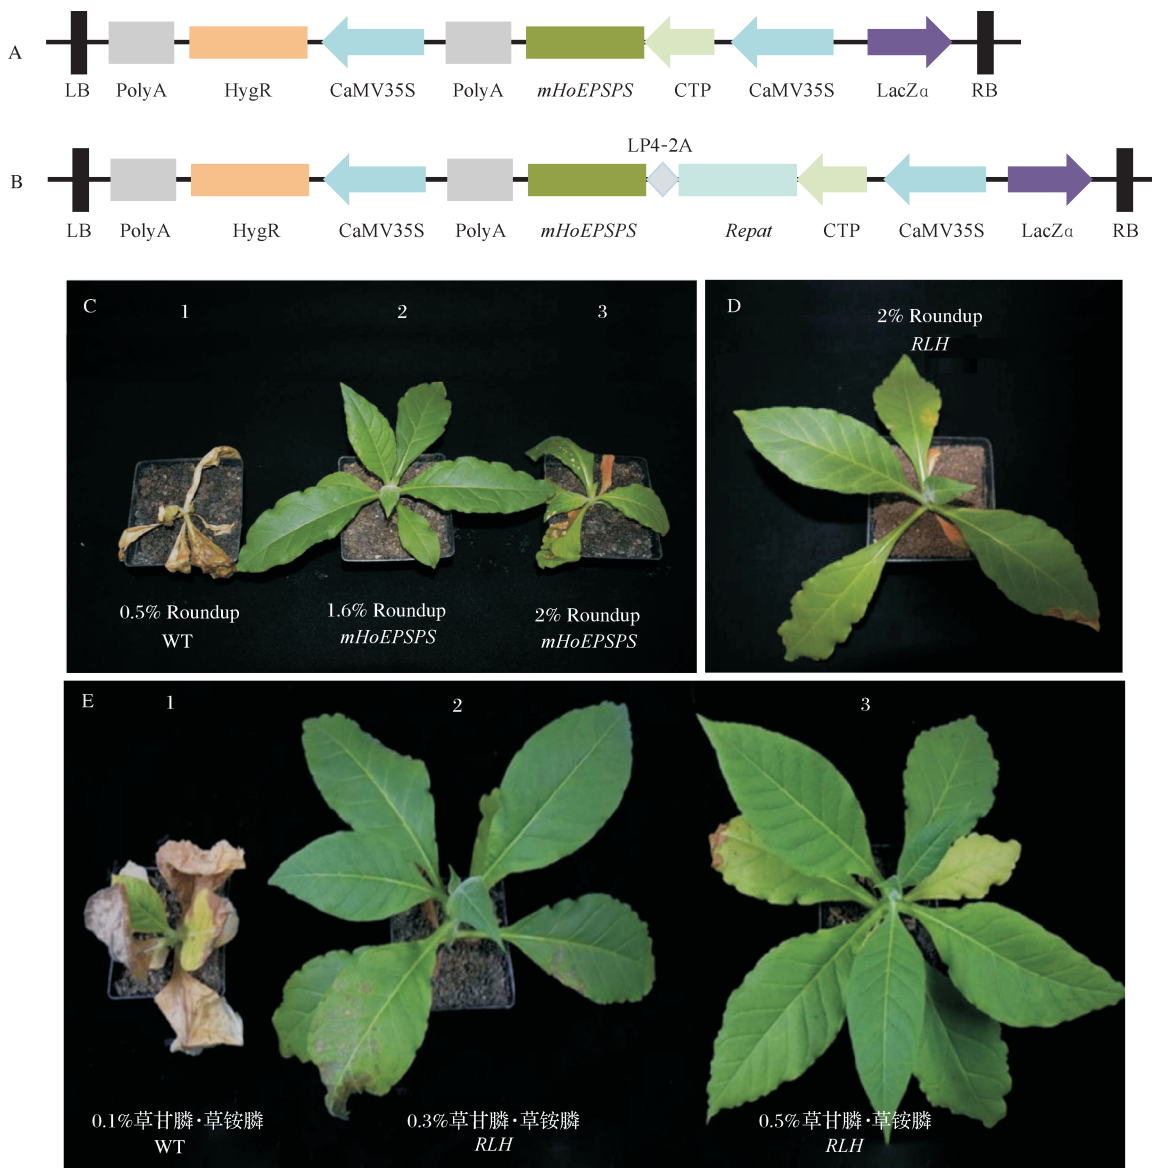 A
LB PolyA HygR CaMV35S PolyA mHoEPSPS CTP CaMV35S LacZα RB
LP4-2A
B
LB PolyA HygR CaMV35S PolyA mHoEPSPS Repat CTP CaMV35S LacZα RB
C 1 2 3
0.5% Roundup 1.6% Roundup 2% Roundup
WT mHoEPSPS mHoEPSPS
D
2% Roundup
RLH
E 1 2 3
0.1%草甘膦·草铵膦 0.3%草甘膦·草铵膦 0.5%草甘膦·草铵膦
WT RLH RLH